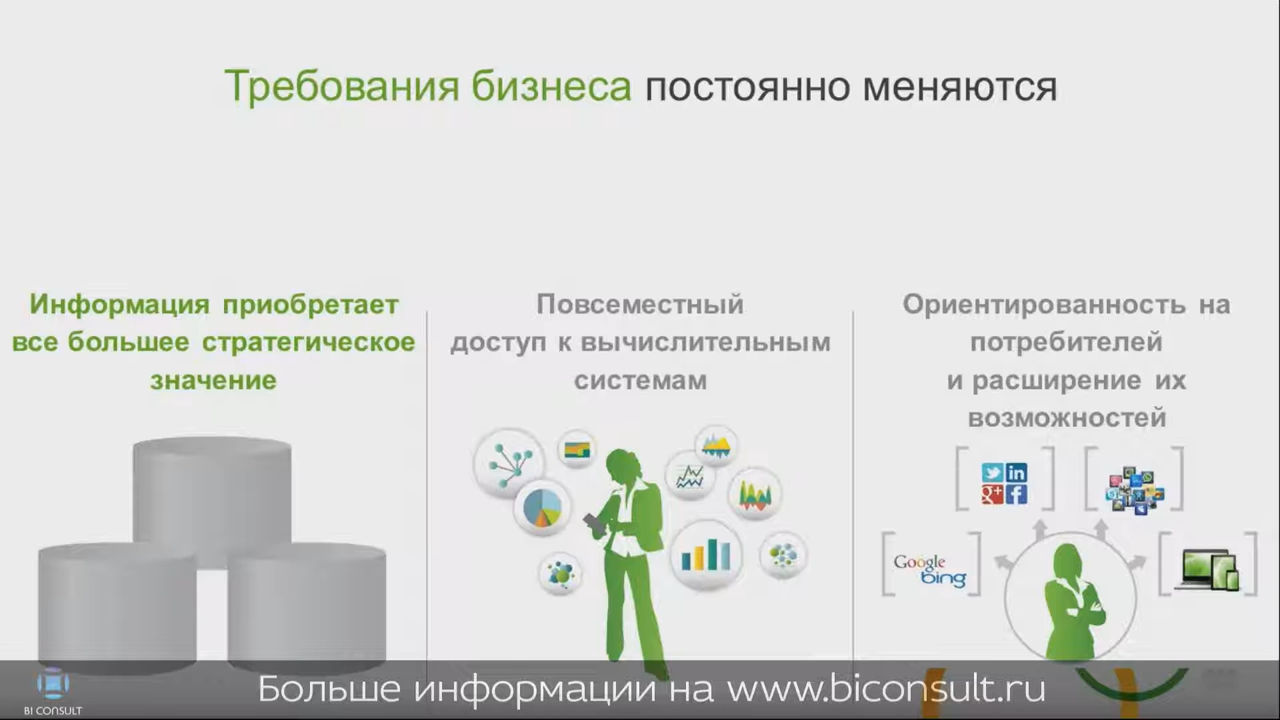 Требования бизнеса постоянно меняются
Информация приобретает
все большее стратегическое
значение
Повсеместный
доступ к вычислительным
системам
Ориентированность на
потребителей
и расширение их
возможностей
in
g+ f
Google
bing
Больше информации на www.biconsult.ru
BI CONSULT